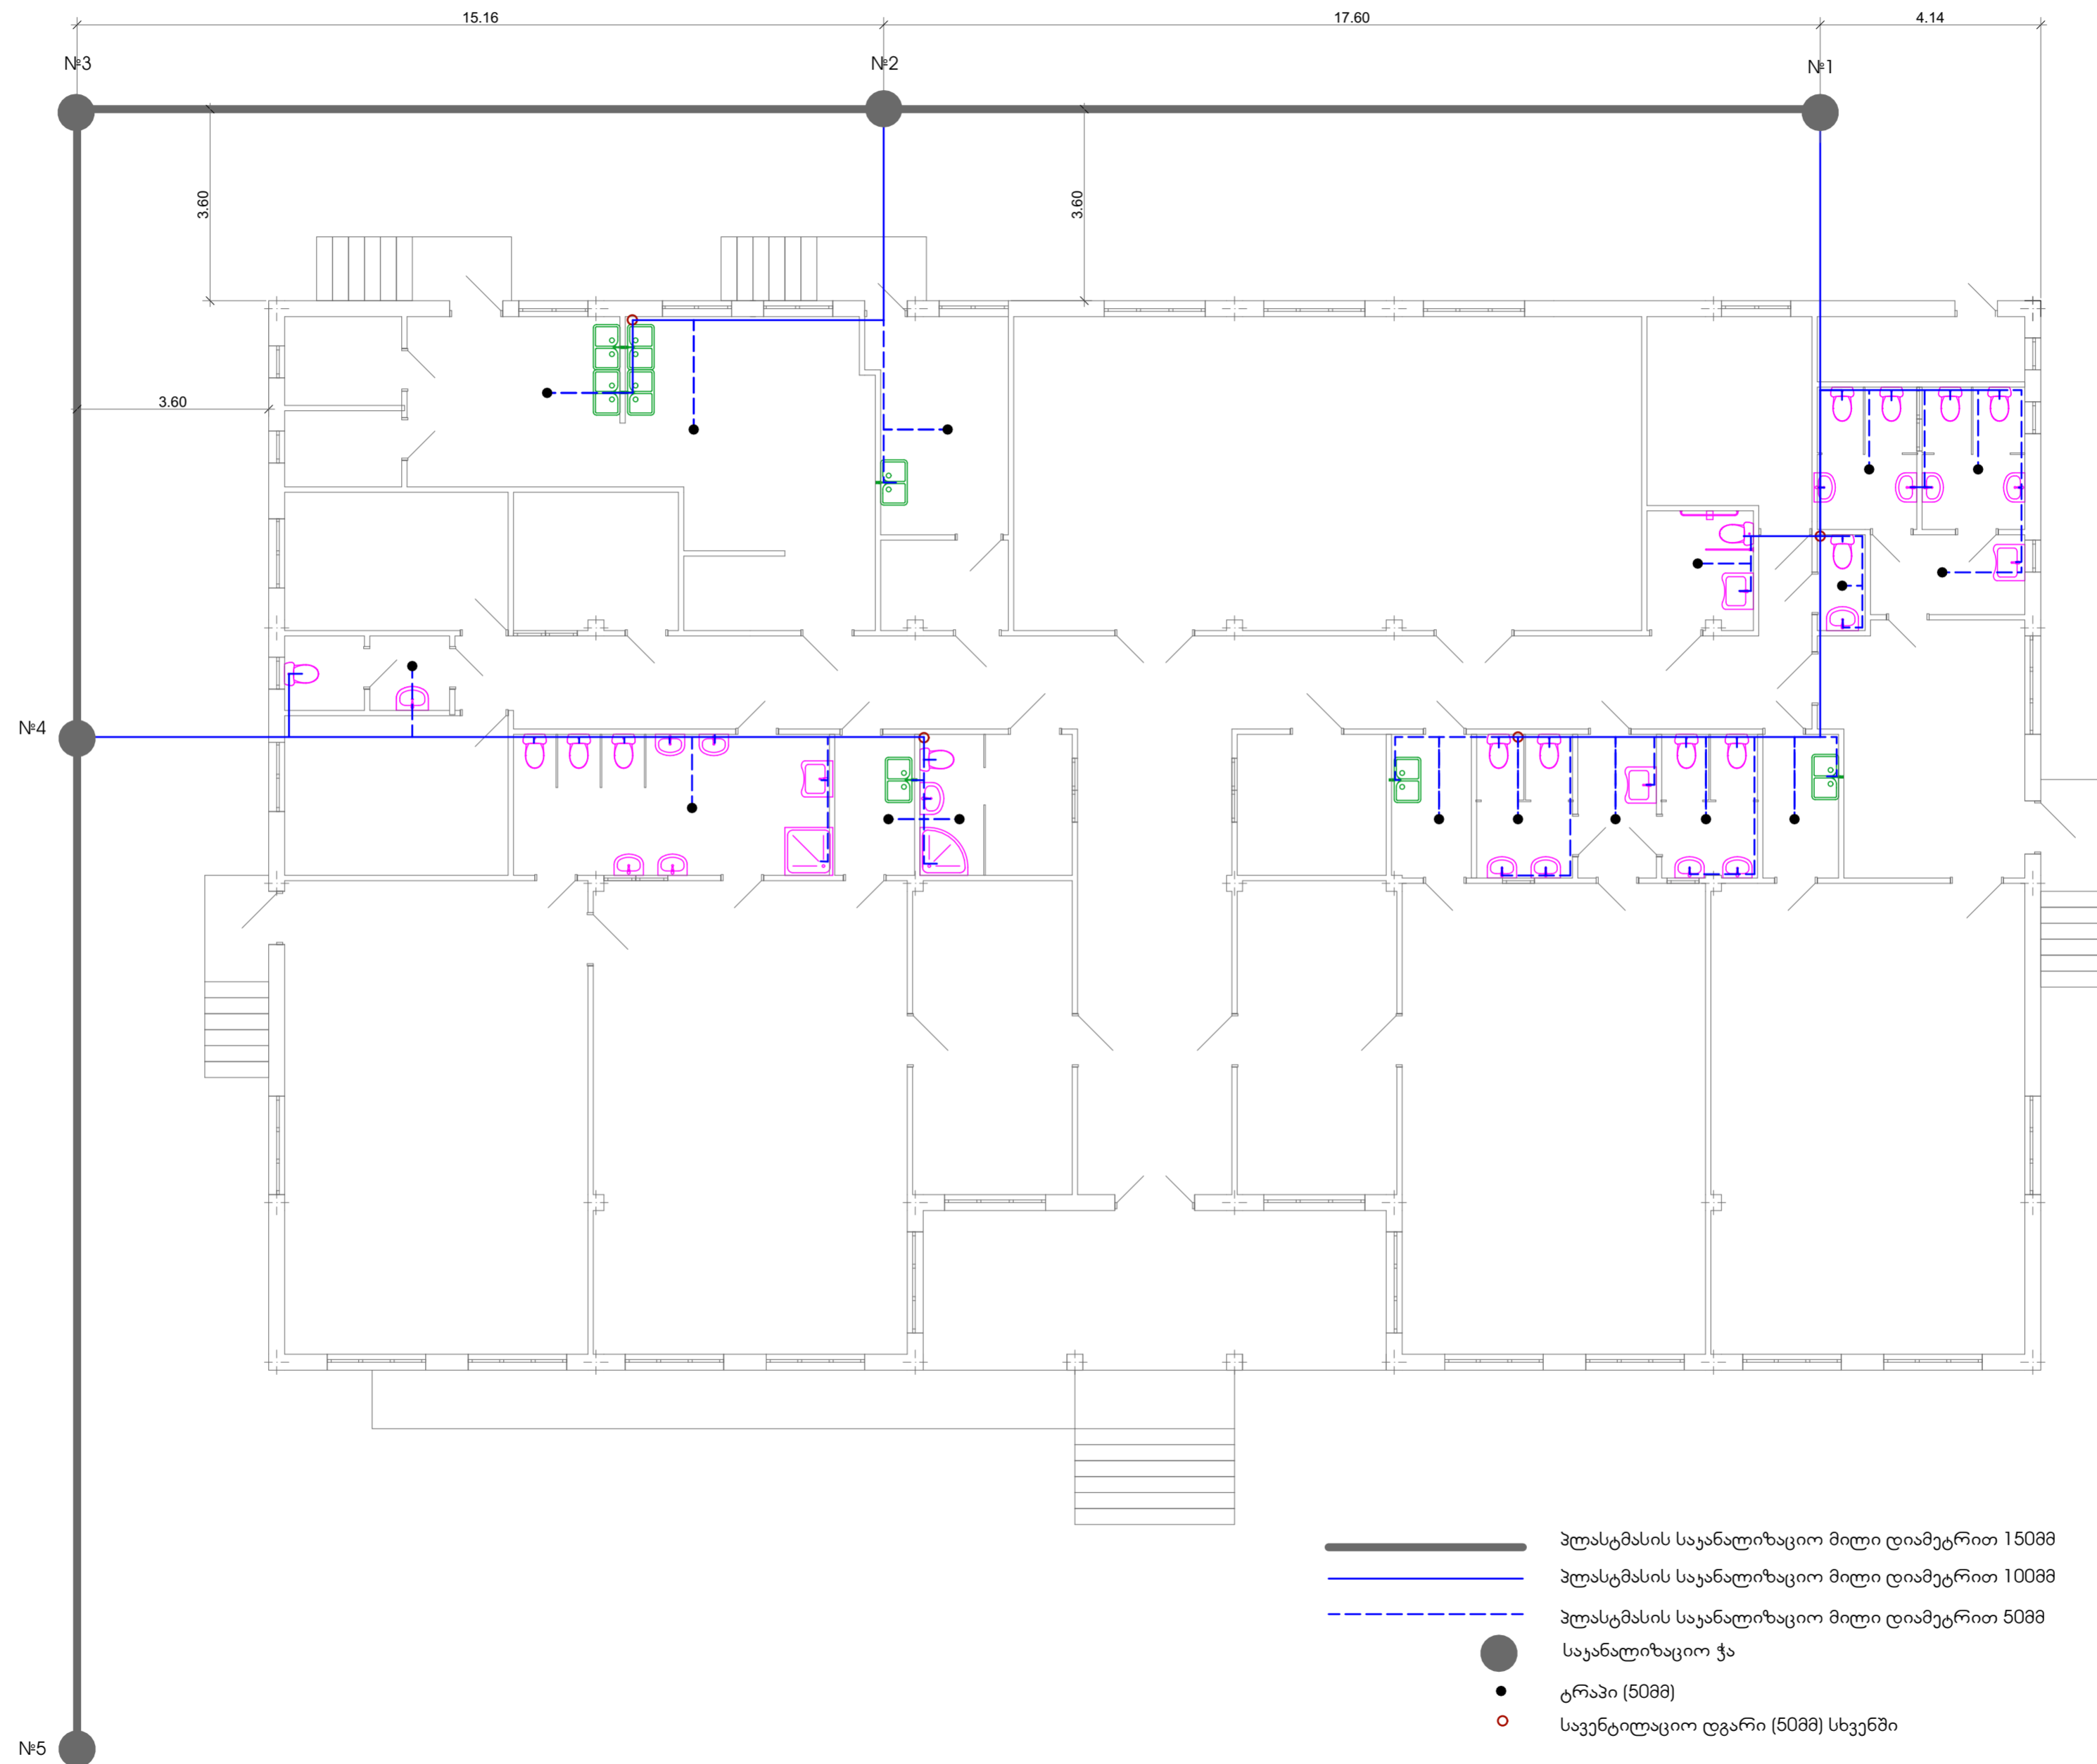 15.16
17.60
4.14
№3
№2
№1
3.60
3.60
3.60
№4
პლასტმასის საკანალიზაციო მილი დიამეტრით 150მმ
პლასტმასის საკანალიზაციო მილი დიამეტრით 100მმ
პლასტმასის საკანალიზაციო მილი დიამეტრით 50მმ
საკანალიზაციო ჭა
ტრაპი (50მმ)
სავენტილაციო დგარი (50მმ) სხვენში
№5